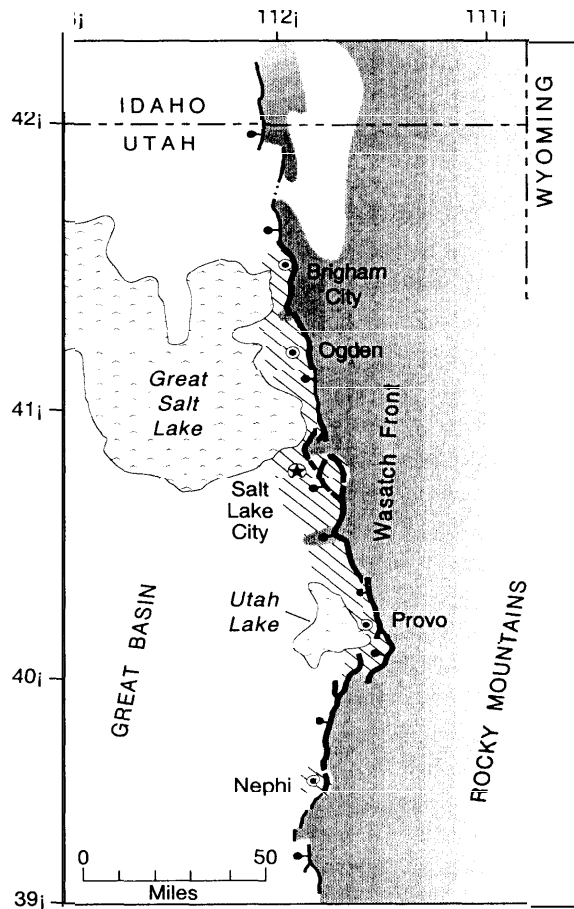 112¡
111¡
42¡
IDAHO
UTAH
WYOMING
Brigham
City
Ogden
Great
Salt
Lake
41¡
Wasatch Front
Salt
Lake
City
Utah
Lake
Provo
GREAT BASIN
ROCKY MOUNTAINS
40¡
Nephi
0 50
Miles
39¡